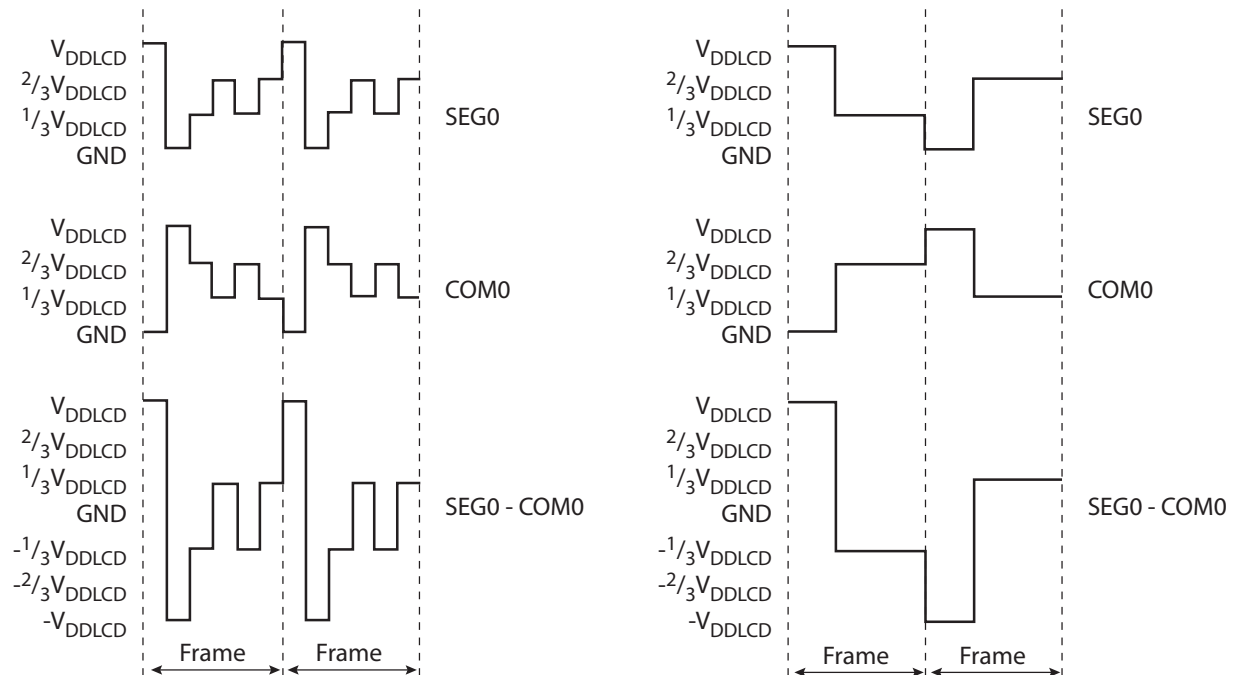 V_DDLCD
2/3V_DDLCD
1/3V_DDLCD
GND
SEG0
V_DDLCD
2/3V_DDLCD
1/3V_DDLCD
GND
COM0
V_DDLCD
2/3V_DDLCD
1/3V_DDLCD
GND
-1/3V_DDLCD
-2/3V_DDLCD
-V_DDLCD
SEG0 - COM0
Frame Frame
V_DDLCD
2/3V_DDLCD
1/3V_DDLCD
GND
SEG0
V_DDLCD
2/3V_DDLCD
1/3V_DDLCD
GND
COM0
V_DDLCD
2/3V_DDLCD
1/3V_DDLCD
GND
-1/3V_DDLCD
-2/3V_DDLCD
-V_DDLCD
SEG0 - COM0
Frame Frame